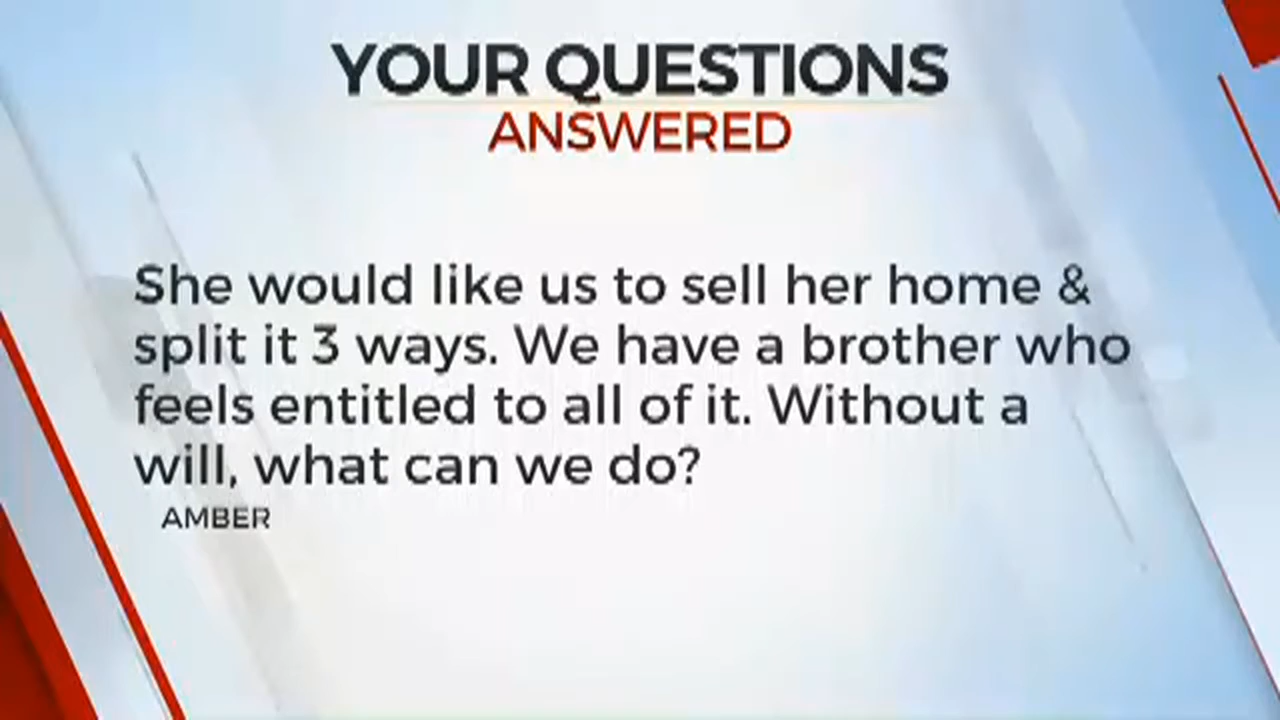 YOUR QUESTIONS
ANSWERED
She would like us to sell her home &
split it 3 ways. We have a brother who
feels entitled to all of it. Without a
will, what can we do?
AMBER